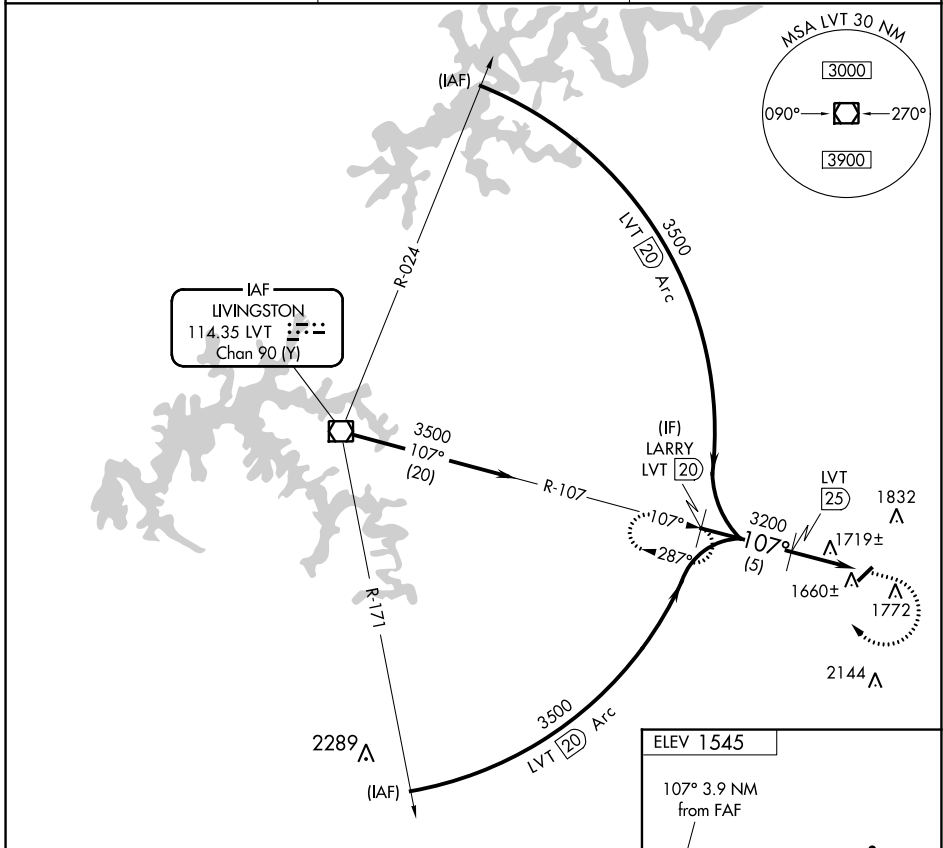 MSA LVT 30 NM
3000
090°
270°
3900
(IAF)
R-024
3500
LVT 20 Arc
IAF
LIVINGSTON
114.35 LVT
Chan 90 (Y)
3500
107°
(20)
R-107
(IF)
LARRY
LVT 20
107°
287°
3200
107°
(5)
LVT
25
1832
1719±
1660±
1772
2144
R-171
2289
(IAF)
3500
LVT 20 Arc
ELEV 1545
107° 3.9 NM
from FAF